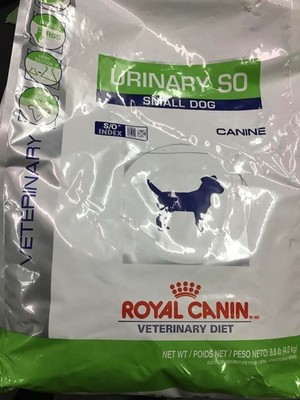 RSS
URINARY SO
SMALL DOG
S/O*
INDEX
CANINE
VETERINARY
ROYAL CANIN
VETERINARY DIET
NET WT / POIDS NET / PESO NETO: 8.8 lb (4.0 kg)